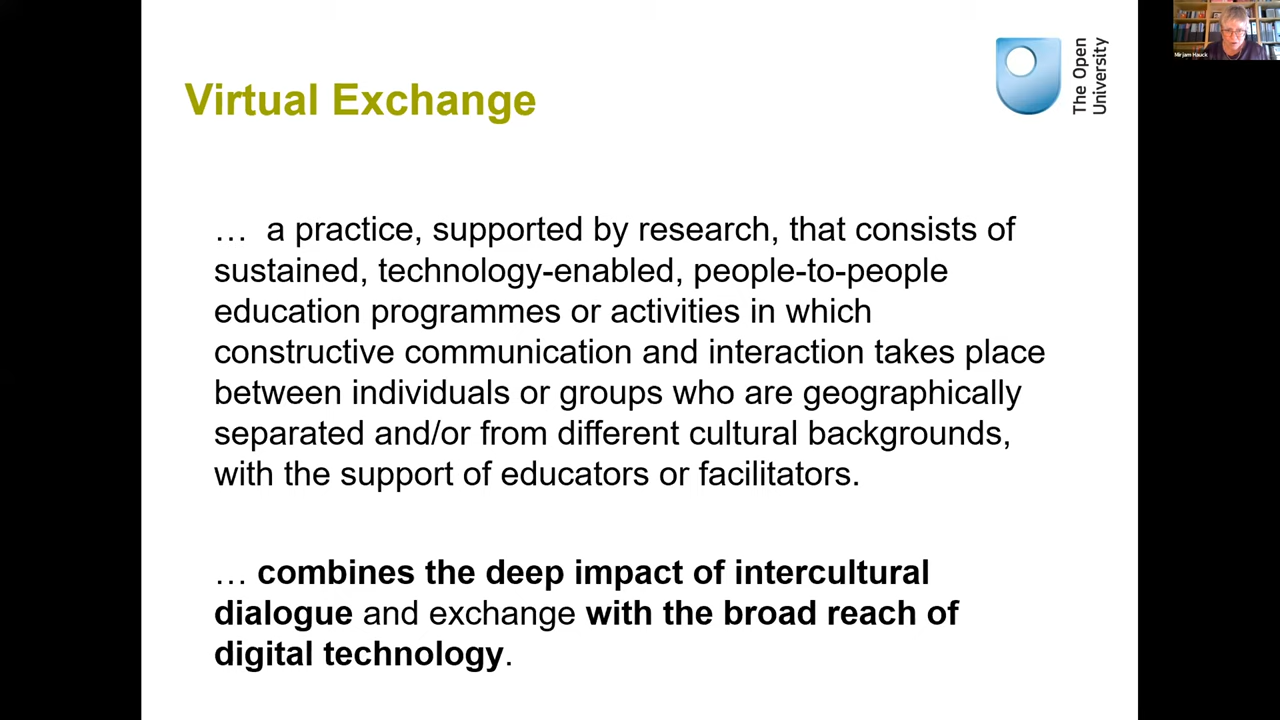 Virtual Exchange
The Open
University
Mirjam Hauck
… a practice, supported by research, that consists of
sustained, technology-enabled, people-to-people
education programmes or activities in which
constructive communication and interaction takes place
between individuals or groups who are geographically
separated and/or from different cultural backgrounds,
with the support of educators or facilitators.
… combines the deep impact of intercultural
dialogue and exchange with the broad reach of
digital technology.